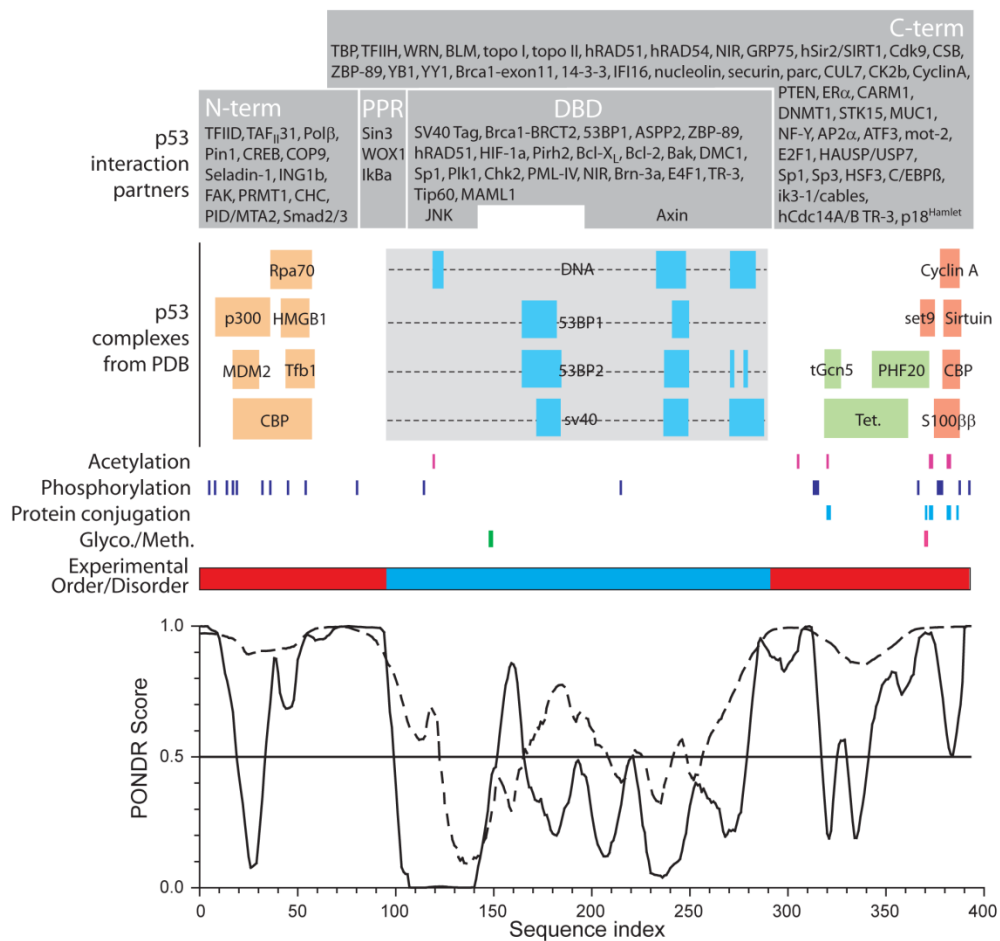 C-term
TBP, TFIIH, WRN, BLM, topo I, topo II, hRAD51, hRAD54, NIR, GRP75, hSir2/SIRT1, Cdk9, CSB,
ZBP-89, YB1, YY1, Brca1-exon11, 14-3-3, IFI16, nucleolin, securin, parc, CUL7, CK2b, CyclinA,
PTEN, ERα, CARM1,
DNMT1, STK15, MUC1,
NF-Y, AP2α, ATF3, mot-2,
E2F1, HAUSP/USP7,
Sp1, Sp3, HSF3, C/EBPß,
ik3-1/cables,
hCdc14A/B TR-3, p18Hamlet
p53
interaction
partners
N-term
TFIID, TAFII31, Polβ,
Pin1, CREB, COP9,
Seladin-1, ING1b,
FAK, PRMT1, CHC,
PID/MTA2, Smad2/3
PPR
Sin3
WOX1
IkBa
DBD
SV40 Tag, Brca1-BRCT2, 53BP1, ASPP2, ZBP-89,
hRAD51, HIF-1a, Pirh2, Bcl-XL, Bcl-2, Bak, DMC1,
Sp1, Plk1, Chk2, PML-IV, NIR, Brn-3a, E4F1, TR-3,
Tip60, MAML1
JNK
Axin
p53
complexes
from PDB
Rpa70
DNA
Cyclin A
p300
HMGB1
53BP1
set9
Sirtuin
MDM2
Tfb1
53BP2
tGcn5
PHF20
CBP
CBP
sv40
Tet.
S100ββ
Acetylation
Phosphorylation
Protein conjugation
Glyco./Meth.
Experimental
Order/Disorder
PONDR Score
1.0
0.5
0.0
0
50
100
150
200
250
300
350
400
Sequence index